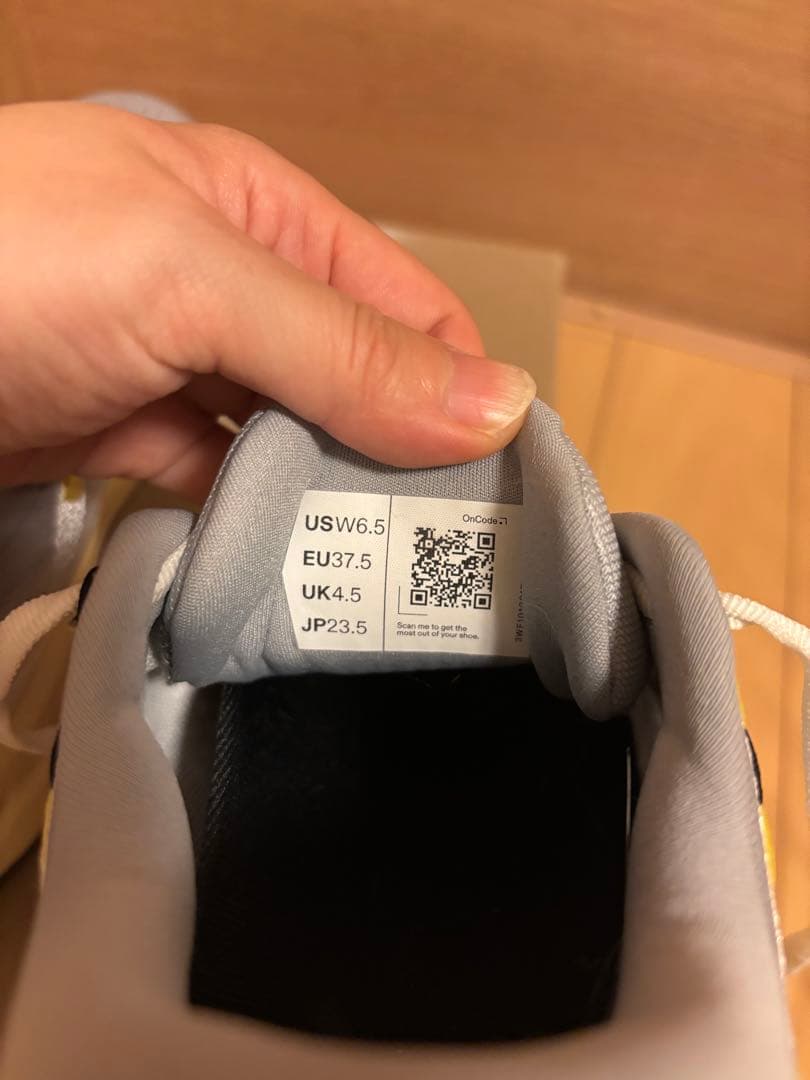 USW6.5
EU37.5
UK4.5
JP23.5
OnCode
Scan me to get the
most out of your shoe.